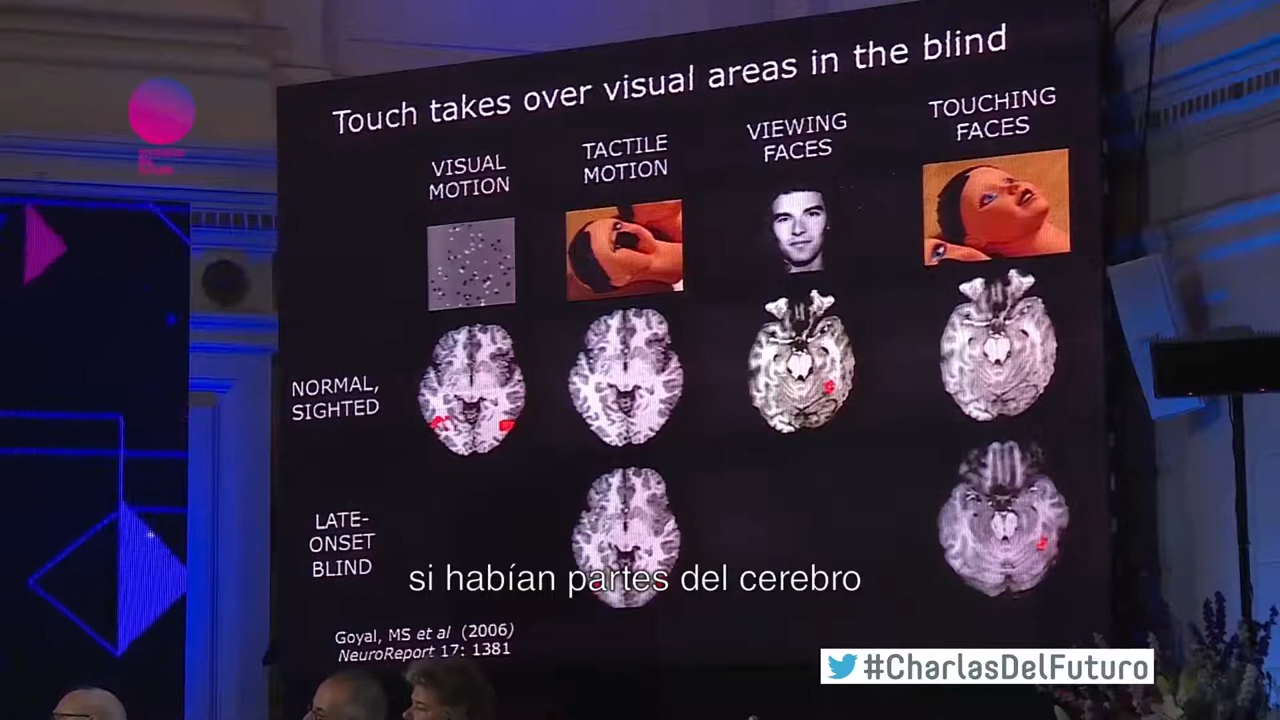 Touch takes over visual areas in the blind
VISUAL
MOTION
TACTILE
MOTION
VIEWING
FACES
TOUCHING
FACES
NORMAL,
SIGHTED
LATE-
ONSET
BLIND
si habían partes del cerebro
Goyal, MS et al (2006)
NeuroReport 17: 1381
#CharlasDelFuturo